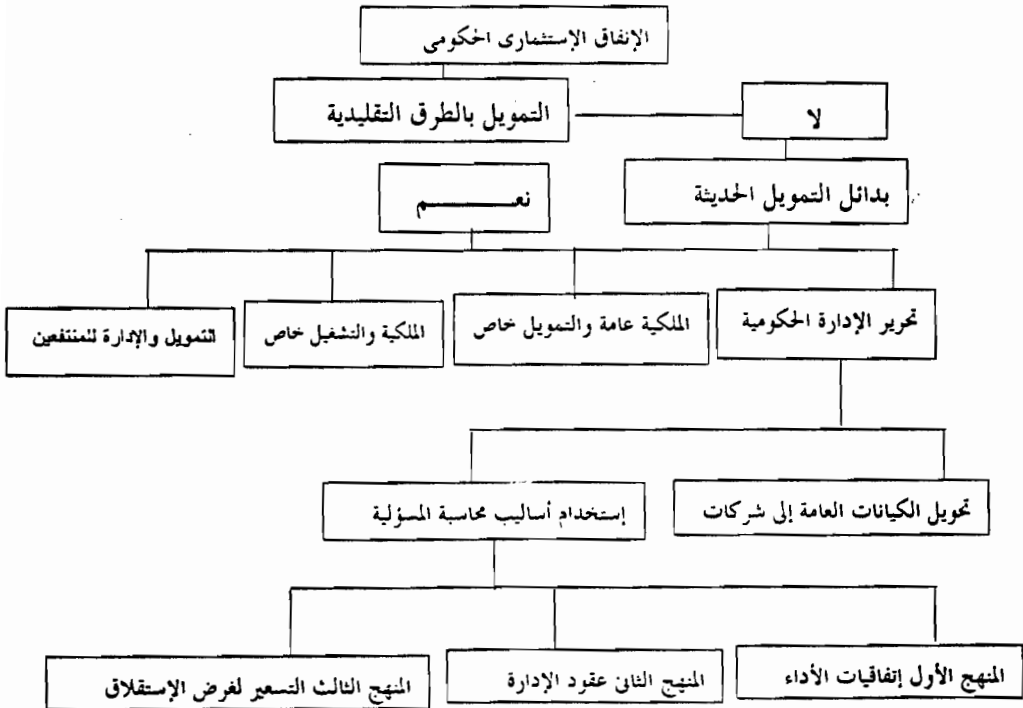 الإنفاق الإستثمارى الحكومى
التمويل بالطرق التقليدية
لا
بدائل التمويل الحديثة
نعــــــــم
تحرير الإدارة الحكومية
الملكية عامة والتمويل خاص
الملكية والتشغيل خاص
التمويل والإدارة للمنتفعين
تحويل الكيانات العامة إلى شركات
إستخدام أساليب محاسبة المسؤلية
المنهج الأول إتفاقيات الأداء
المنهج الثانى عقود الإدارة
المنهج الثالث التسعير لغرض الإستقلاق